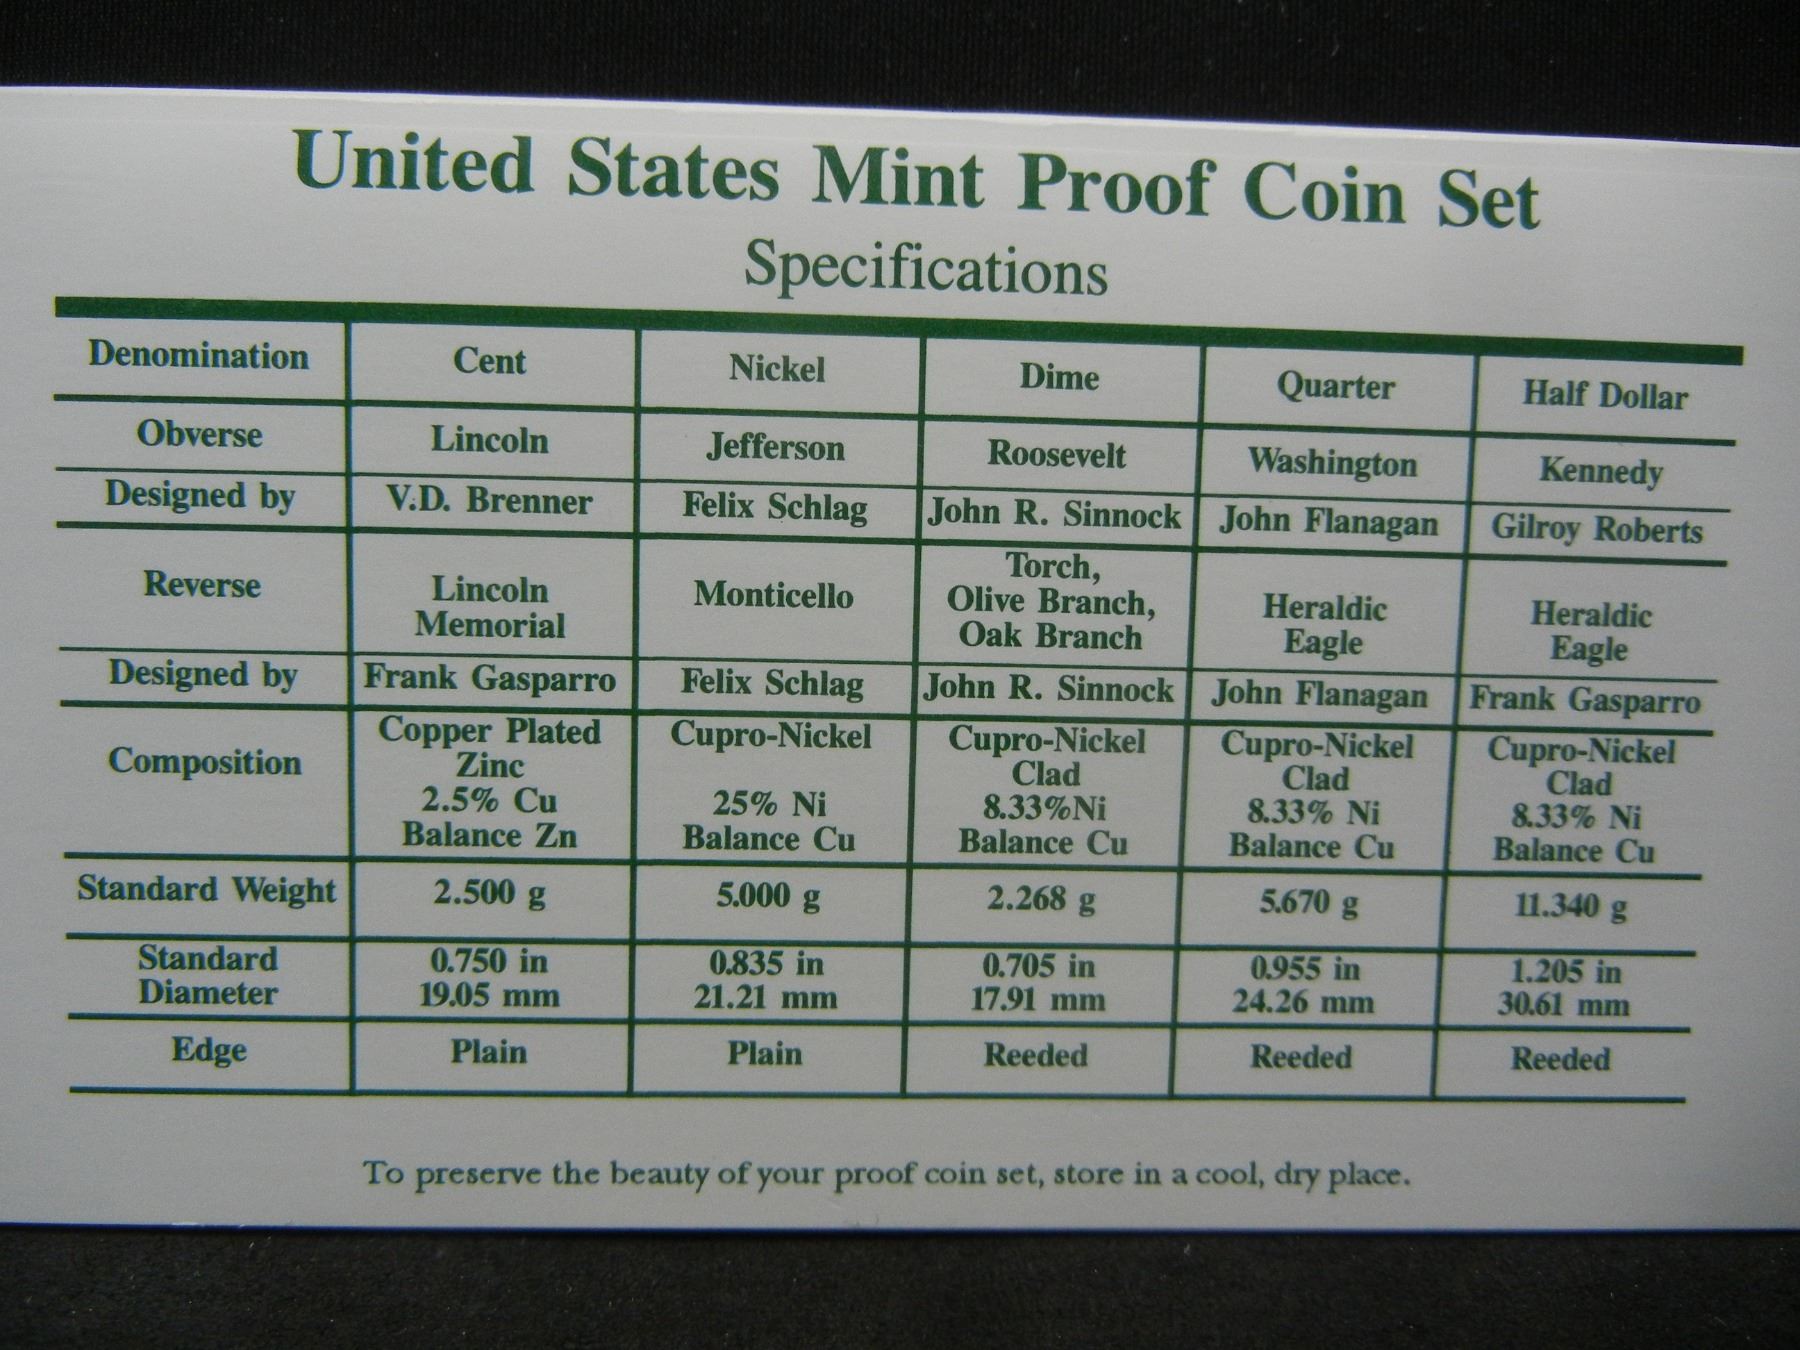 United States Mint Proof Coin Set
Specifications
Denomination Cent Nickel Dime Quarter Half Dollar
Obverse Lincoln Jefferson Roosevelt Washington Kennedy
Designed by V.D. Brenner Felix Schlag John R. Sinnock John Flanagan Gilroy Roberts
Reverse
Lincoln
Memorial
Monticello
Torch,
Olive Branch,
Oak Branch
Heraldic
Eagle
Heraldic
Eagle
Designed by Frank Gasparro Felix Schlag John R. Sinnock John Flanagan Frank Gasparro
Composition
Copper Plated
Zinc
2.5% Cu
Balance Zn
Cupro-Nickel
25% Ni
Balance Cu
Cupro-Nickel
Clad
8.33%Ni
Balance Cu
Cupro-Nickel
Clad
8.33% Ni
Balance Cu
Cupro-Nickel
Clad
8.33% Ni
Balance Cu
Standard Weight 2.500 g 5.000 g 2.268 g 5.670 g 11.340 g
Standard
Diameter
0.750 in
19.05 mm
0.835 in
21.21 mm
0.705 in
17.91 mm
0.955 in
24.26 mm
1.205 in
30.61 mm
Edge Plain Plain Reeded Reeded Reeded
To preserve the beauty of your proof coin set, store in a cool, dry place.